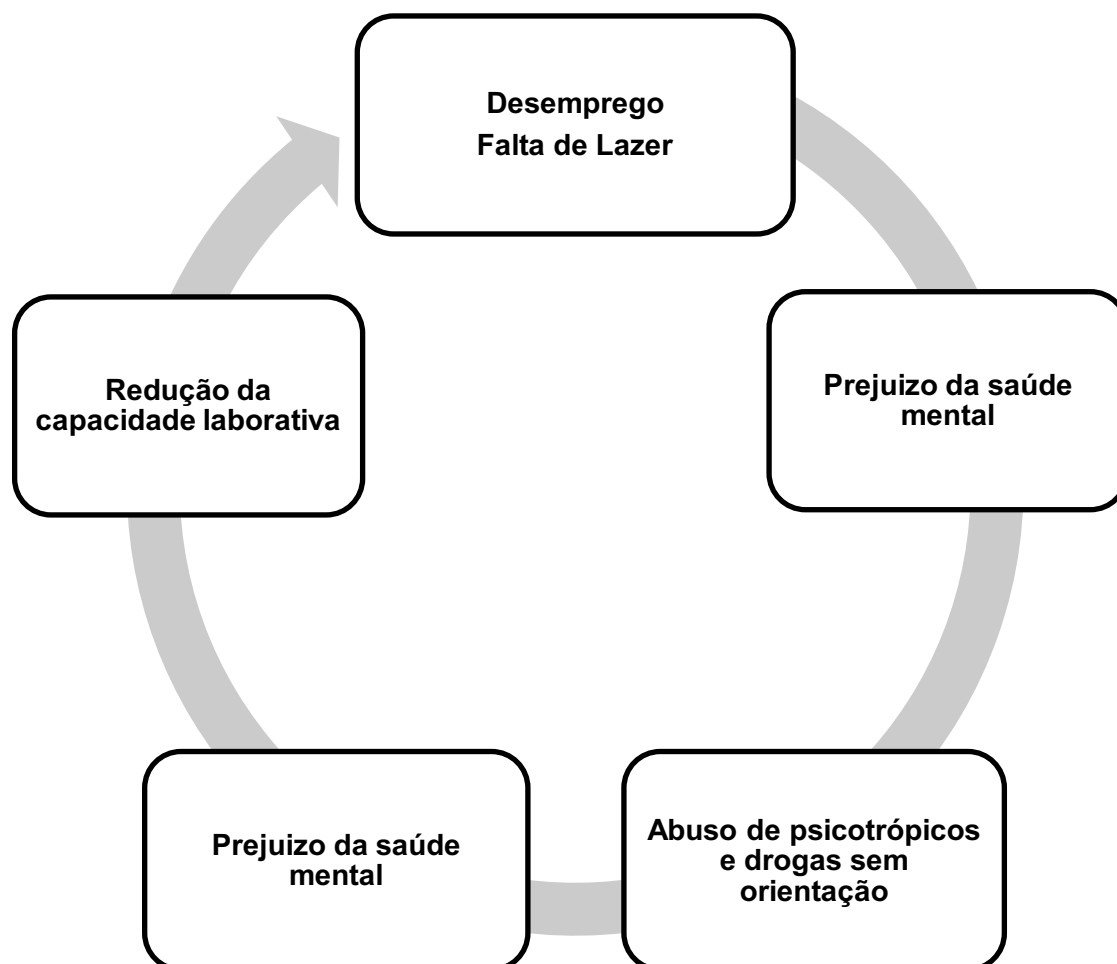 Desemprego
Falta de Lazer
Prejuizo da saúde
mental
Abuso de psicotrópicos
e drogas sem
orientação
Prejuizo da saúde
mental
Redução da
capacidade laborativa